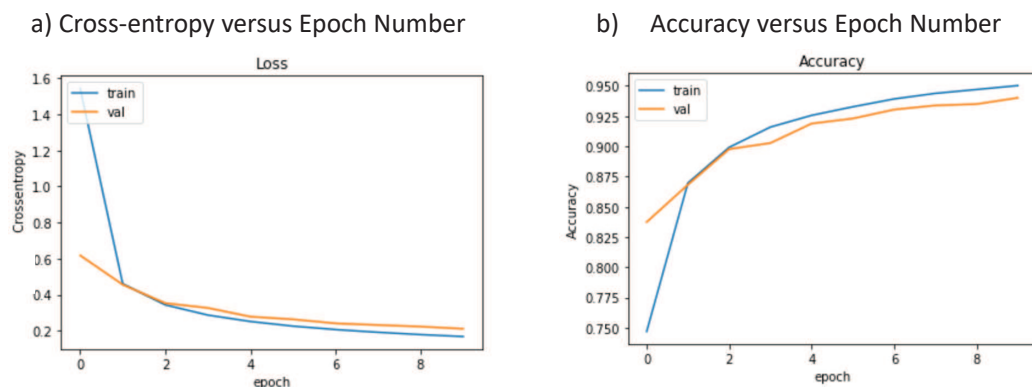 a) Cross-entropy versus Epoch Number
Loss
1.6
1.4
1.2
1.0
0.8
0.6
0.4
0.2
Crossentropy
train
val
0 2 4 6 8
epoch
b) Accuracy versus Epoch Number
Accuracy
0.950
0.925
0.900
0.875
0.850
0.825
0.800
0.775
0.750
Accuracy
train
val
0 2 4 6 8
epoch